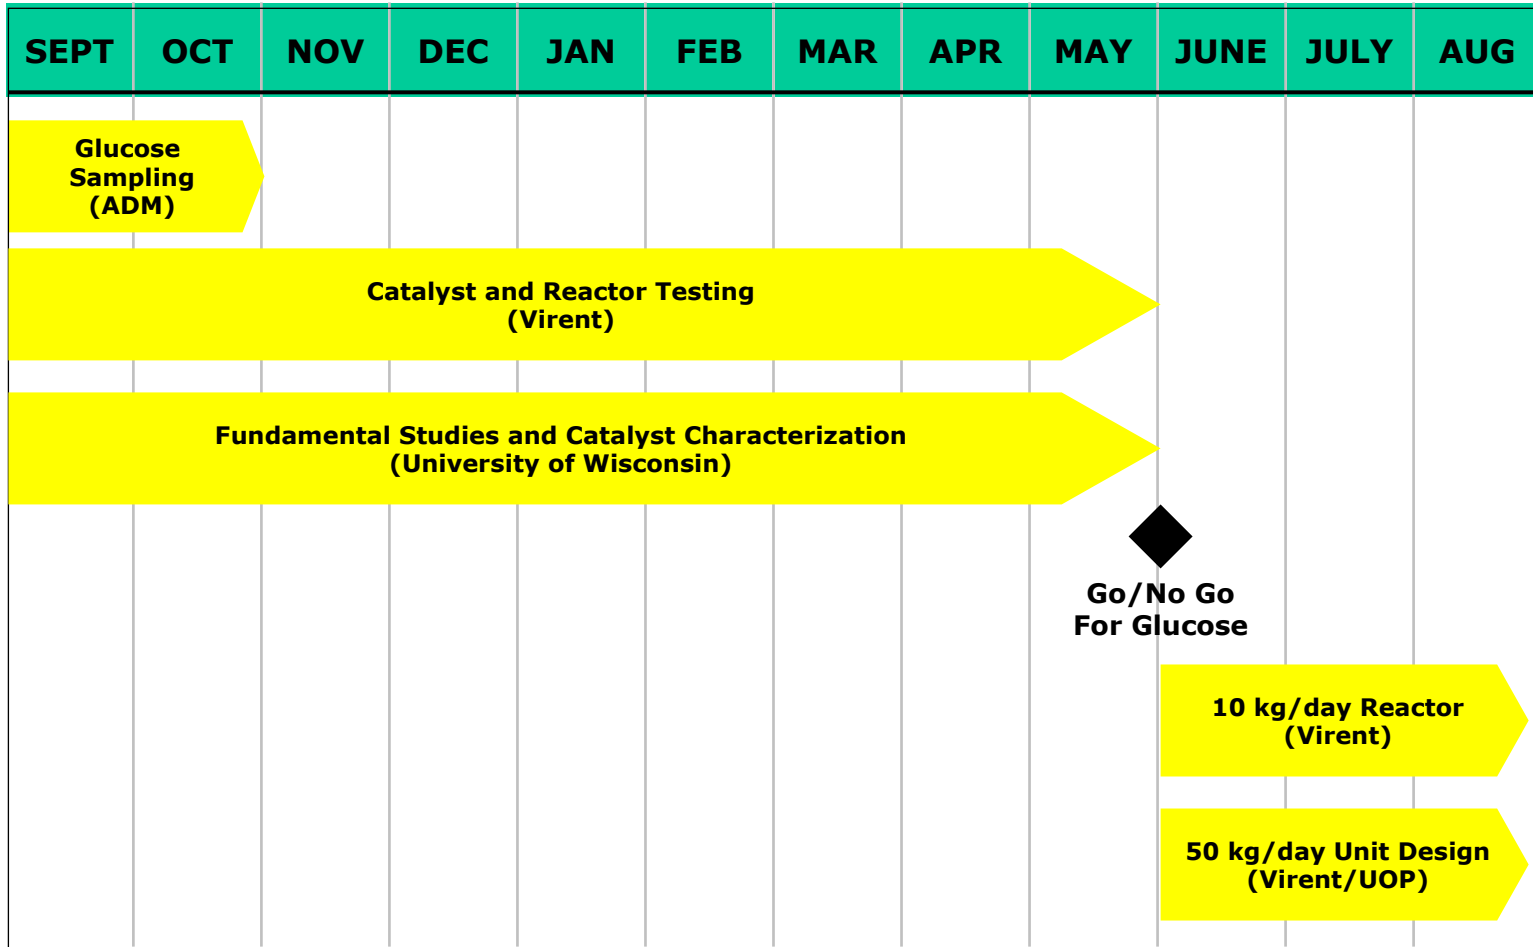 SEPT OCT NOV DEC JAN FEB MAR APR MAY JUNE JULY AUG
Glucose
Sampling
(ADM)
Catalyst and Reactor Testing
(Virent)
Fundamental Studies and Catalyst Characterization
(University of Wisconsin)
Go/No Go
For Glucose
10 kg/day Reactor
(Virent)
50 kg/day Unit Design
(Virent/UOP)